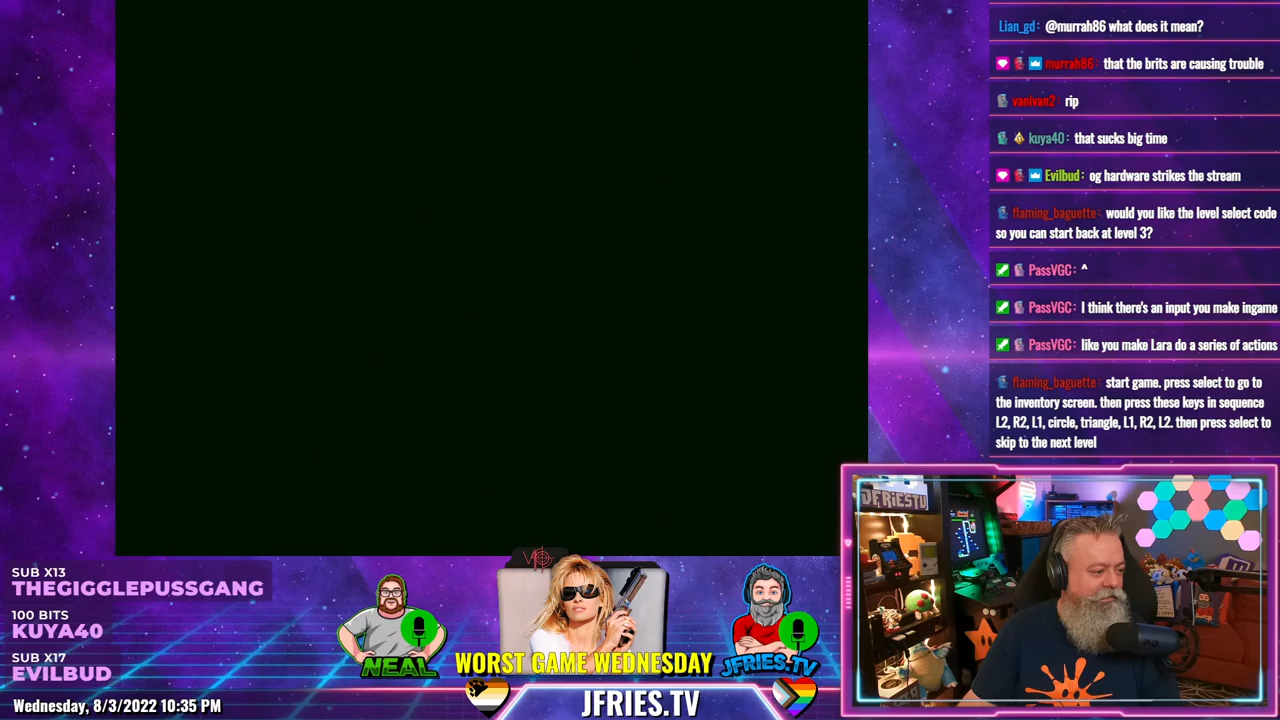 Lian_gd: @murrah86 what does it mean?
murrah86: that the brits are causing trouble
vanivan2: rip
kuya40: that sucks big time
Evilbud: og hardware strikes the stream
flaming_baguette: would you like the level select code
so you can start back at level 3?
PassVGC: ^
PassVGC: I think there's an input you make ingame
PassVGC: like you make Lara do a series of actions
flaming_baguette: start game. press select to go to
the inventory screen. then press these keys in sequence
L2, R2, L1, circle, triangle, L1, R2, L2. then press select to
skip to the next level
JFRIESTV
VIP
SUB X13
THEGIGGLEPUSSGANG
100 BITS
KUYA40
SUB X17
EVILBUD
Wednesday, 8/3/2022 10:35 PM
NEAL
WORST GAME WEDNESDAY
JFRIES.TV
JFRIES.TV